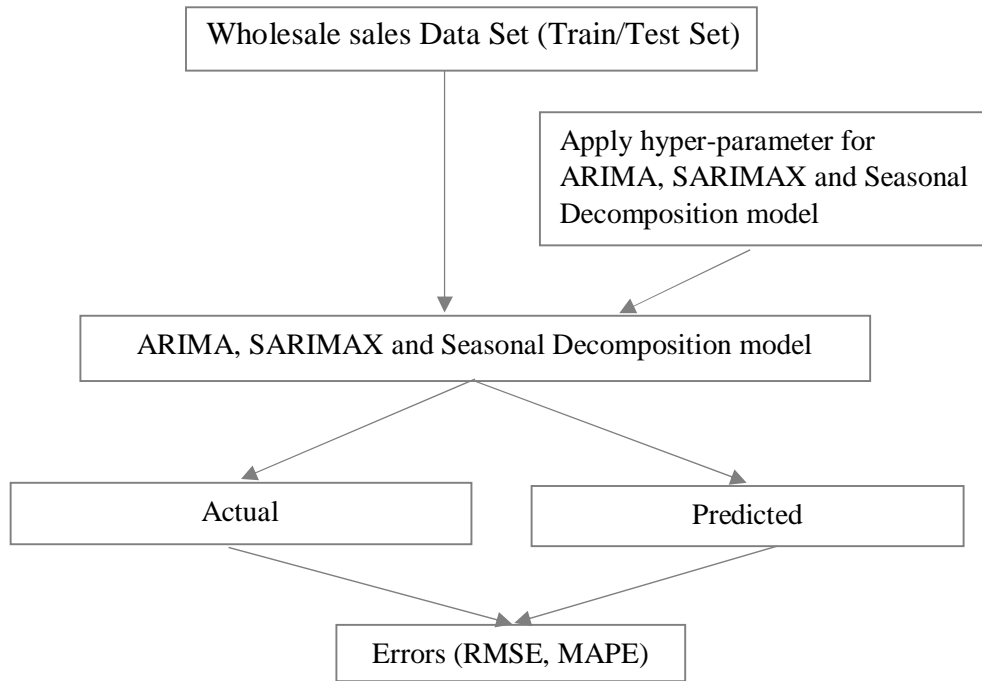 Wholesale sales Data Set (Train/Test Set)
Apply hyper-parameter for
ARIMA, SARIMAX and Seasonal
Decomposition model
ARIMA, SARIMAX and Seasonal Decomposition model
Actual
Predicted
Errors (RMSE, MAPE)